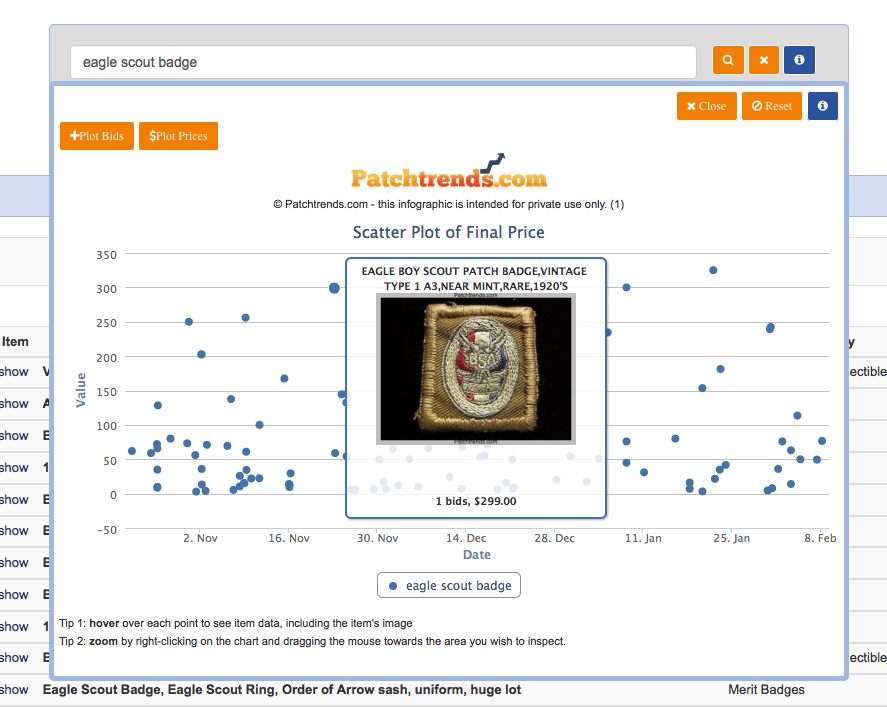 eagle scout badge
Close
Reset
Plot Bids
$Plot Prices
Patchtrends.com
© Patchtrends.com - this infographic is intended for private use only. (1)
Scatter Plot of Final Price
EAGLE BOY SCOUT PATCH BADGE,VINTAGE
TYPE 1 A3,NEAR MINT,RARE,1920'S
Patchtrends.com
BSA
Patchtrends.com
1 bids, $299.00
350
300
250
200
150
100
50
0
-50
Value
2. Nov
16. Nov
30. Nov
14. Dec
28. Dec
11. Jan
25. Jan
8. Feb
Date
eagle scout badge
Tip 1: hover over each point to see item data, including the item's image
Tip 2: zoom by right-clicking on the chart and dragging the mouse towards the area you wish to inspect.
Item
y
show V
ectible
show A
show B
show 1
show B
show B
show B
show B
show 1
show B
ectible
show Eagle Scout Badge, Eagle Scout Ring, Order of Arrow sash, uniform, huge lot
Merit Badges